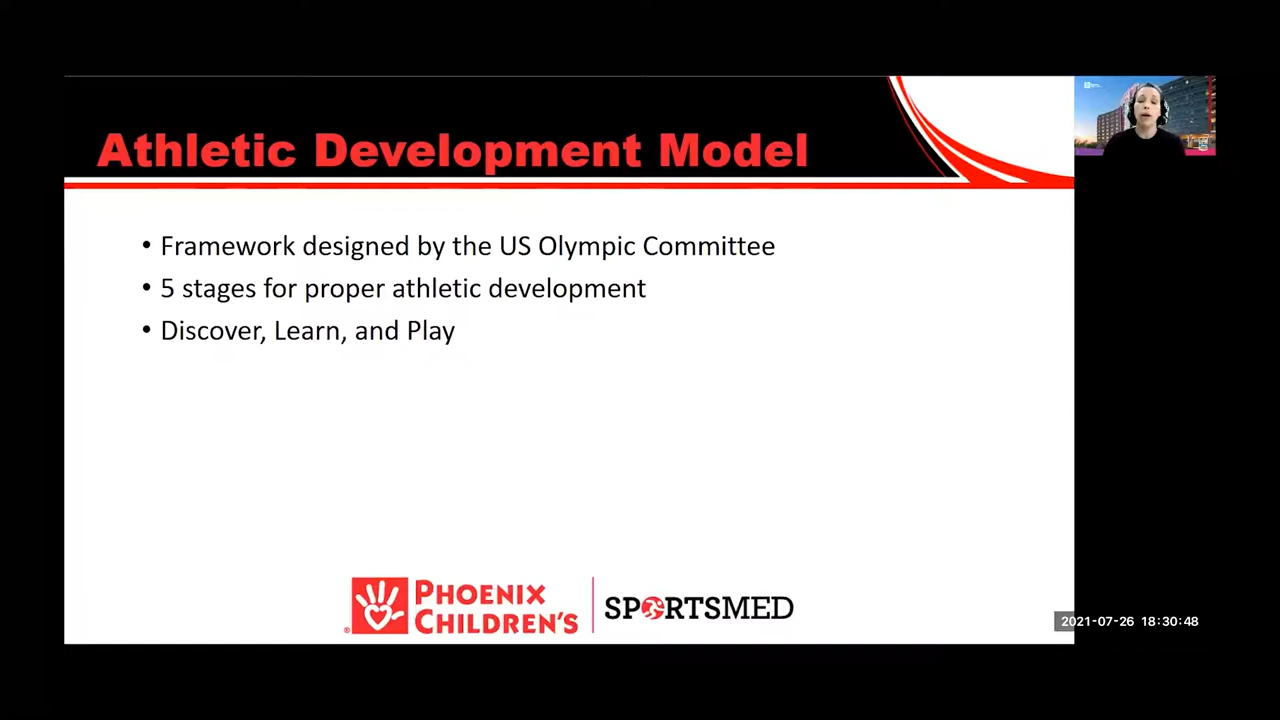 Athletic Development Model
• Framework designed by the US Olympic Committee
• 5 stages for proper athletic development
• Discover, Learn, and Play
PHOENIX
CHILDREN'S
®
SPORTSMED
2021-07-26 18:30:48